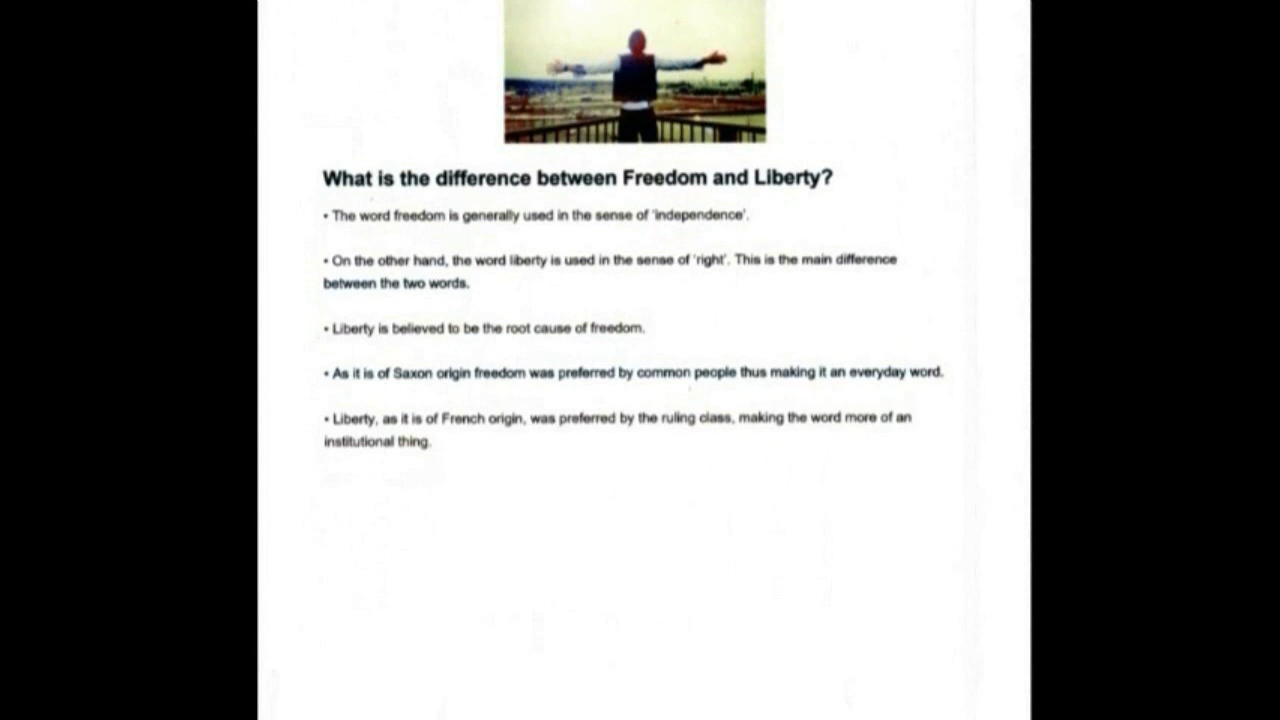 What is the difference between Freedom and Liberty?
• The word freedom is generally used in the sense of 'independence'.
• On the other hand, the word liberty is used in the sense of 'right'. This is the main difference
between the two words.
• Liberty is believed to be the root cause of freedom.
• As it is of Saxon origin freedom was preferred by common people thus making it an everyday word.
• Liberty, as it is of French origin, was preferred by the ruling class, making the word more of an
institutional thing.